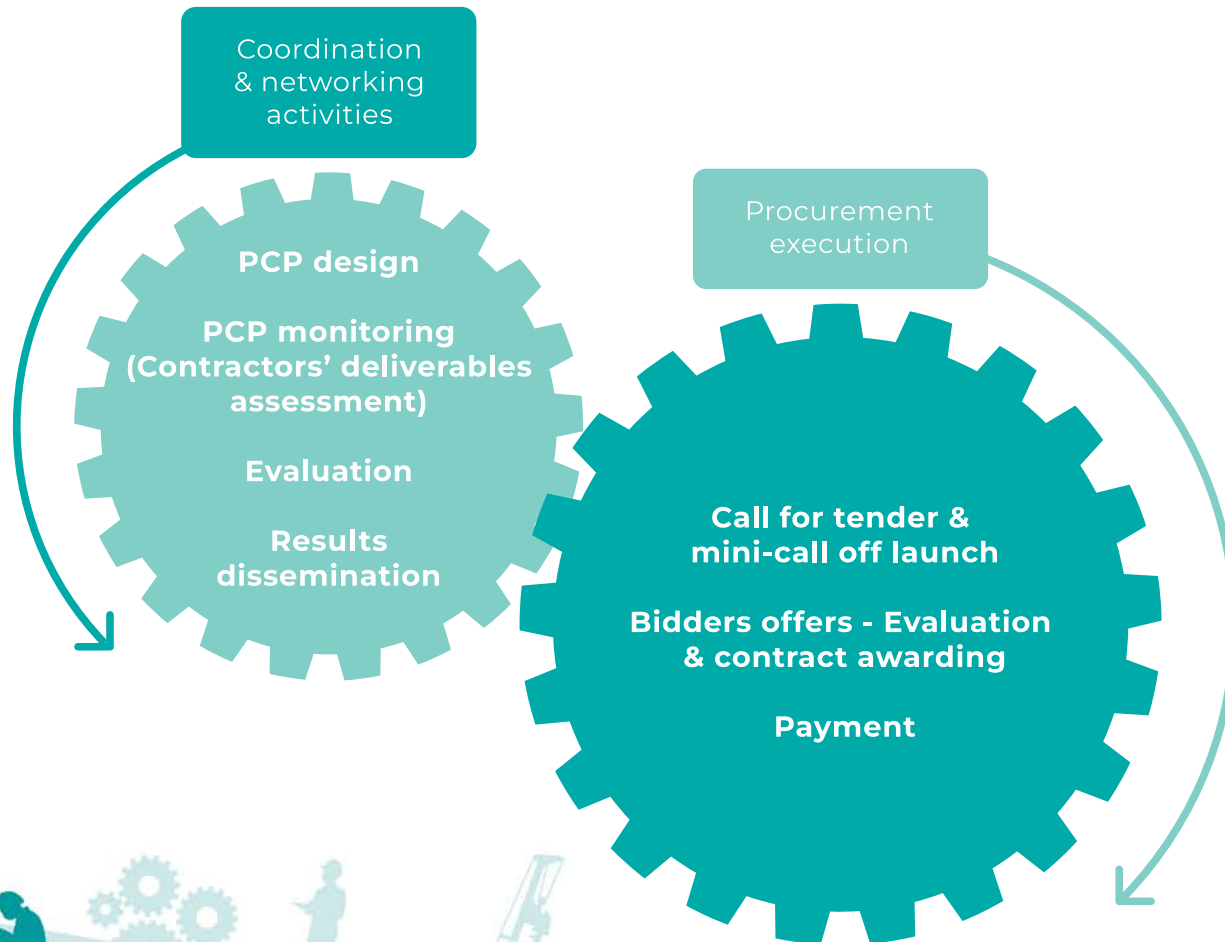 Coordination
& networking
activities
PCP design
PCP monitoring
(Contractors’ deliverables
assessment)
Evaluation
Results
dissemination
Procurement
execution
Call for tender &
mini-call off launch
Bidders offers - Evaluation
& contract awarding
Payment